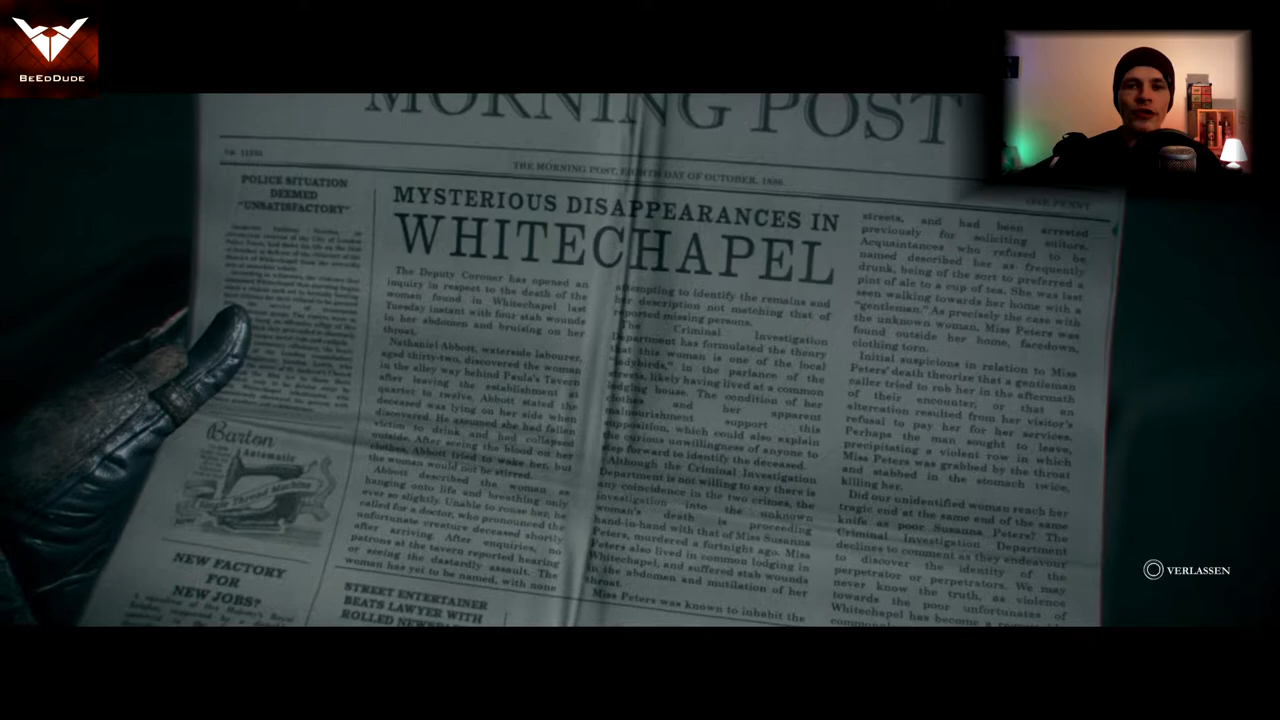 BEEDDUDE
MORNING POST
THE MORNING POST, EIGHTH DAY OF OCTOBER, 1886.
ONE PENNY
POLICE SITUATION
DEEMED
"UNSATISFACTORY"
MYSTERIOUS DISAPPEARANCES IN
WHITECHAPEL
The Deputy Coroner has opened an
inquiry in respect to the death of the
woman found in Whitechapel last
Tuesday instant with four stab wounds
in her abdomen and bruising on her
throat.
Nathaniel Abbott, waterside labourer,
aged thirty-two, discovered the woman
in the alley way behind Paula's Tavern
after leaving the establishment at
quarter to twelve. Abbott stated the
deceased was lying on her side when
discovered. He assumed she had fallen
victim to drink and had collapsed
outside. After seeing the blood on her
clothes, Abbott tried to wake her, but
the woman would not be stirred.
Abbott described the woman as
hanging onto life and breathing only
ever so slightly. Unable to rouse her, he
called for a doctor, who pronounced the
unfortunate creature deceased shortly
after arriving. After enquiries, no
patrons at the tavern reported hearing
or seeing the dastardly assault. The
woman has yet to be named, with none
attempting to identify the remains and
her description not matching that of
reported missing persons.
The Criminal Investigation
Department has formulated the theory
that this woman is one of the local
"ladybirds," in the parlance of the
streets, likely having lived at a common
lodging house. The condition of her
clothes and her apparent
malnourishment support this
supposition, which could also explain
the curious unwillingness of anyone to
step forward to identify the deceased.
Although the Criminal Investigation
Department is not willing to say there is
any coincidence in the two crimes, the
investigation into the unknown
woman's death is proceeding
hand-in-hand with that of Miss Susanna
Peters, murdered a fortnight ago. Miss
Peters also lived in common lodging in
Whitechapel, and suffered stab wounds
in the abdomen and mutilation of her
throat.
Miss Peters was known to inhabit the
streets, and had been arrested
previously for soliciting suitors.
Acquaintances who refused to be
named described her as frequently
drunk, being of the sort to preferred a
pint of ale to a cup of tea. She was last
seen walking towards her home with a
"gentleman." As precisely the case with
the unknown woman, Miss Peters was
found outside her home, facedown,
clothing torn.
Initial suspicions in relation to Miss
Peters' death theorize that a gentleman
caller tried to rob her in the aftermath
of their encounter, or that an
altercation resulted from her visitor's
refusal to pay her for her services.
Perhaps the man sought to leave,
precipitating a violent row in which
Miss Peters was grabbed by the throat
and stabbed in the stomach twice,
killing her.
Did our unidentified woman reach her
tragic end at the same end of the same
knife as poor Susanna Peters? The
Criminal Investigation Department
declines to comment as they endeavour
to discover the identity of the
perpetrator or perpetrators. We may
never know the truth, as violence
towards the poor unfortunates of
Whitechapel has become a
Barton
Automatic
Thread Machine
NEW FACTORY
FOR
NEW JOBS?
STREET ENTERTAINER
BEATS LAWYER WITH
ROLLED
VERLASSEN